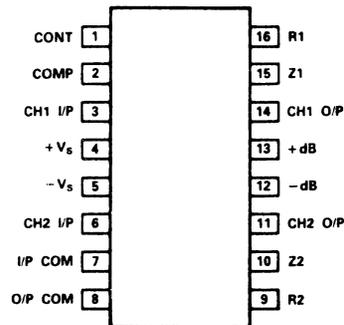 CONT 1 16 R1
COMP 2 15 Z1
CH1 I/P 3 14 CH1 O/P
+Vs 4 13 +dB
−Vs 5 12 −dB
CH2 I/P 6 11 CH2 O/P
I/P COM 7 10 Z2
O/P COM 8 9 R2